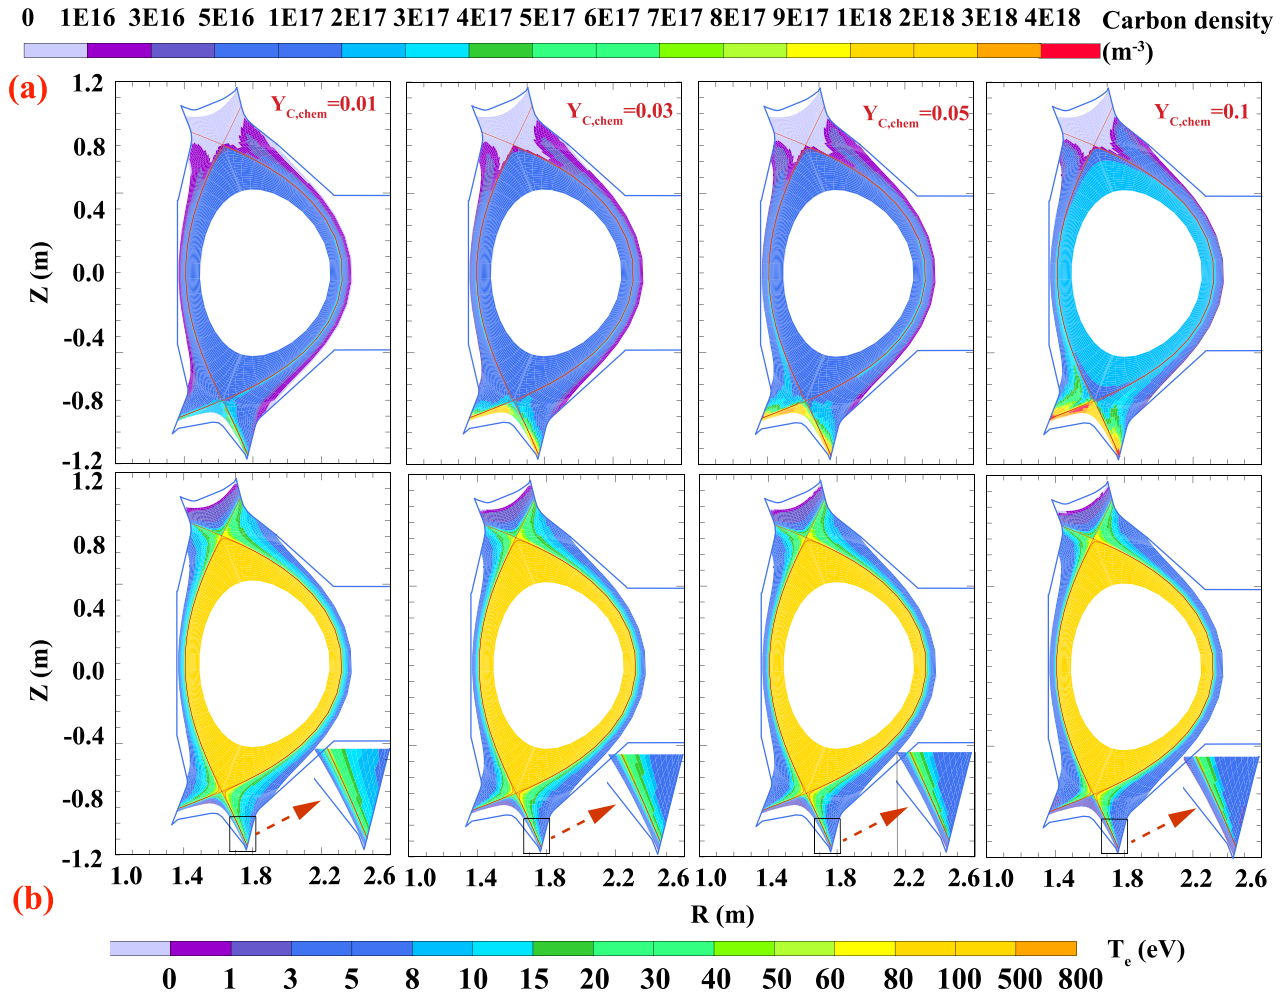 0 1E16 3E16 5E16 1E17 2E17 3E17 4E17 5E17 6E17 7E17 8E17 9E17 1E18 2E18 3E18 4E18 Carbon density
(m-3)
(a)
Y C,chem=0.01
Y C,chem=0.03
Y C,chem=0.05
Y C,chem=0.1
1.2
0.8
0.4
0.0
-0.4
-0.8
-1.2
Z (m)
1.2
0.8
0.4
0.0
-0.4
-0.8
-1.2
Z (m)
1.0 1.4 1.8 2.2 2.6 1.0 1.4 1.8 2.2 2.6 1.0 1.4 1.8 2.2 2.6 1.0 1.4 1.8 2.2 2.6
(b)
R (m)
Te (eV)
0 1 3 5 8 10 15 20 30 40 50 60 80 100 500 800